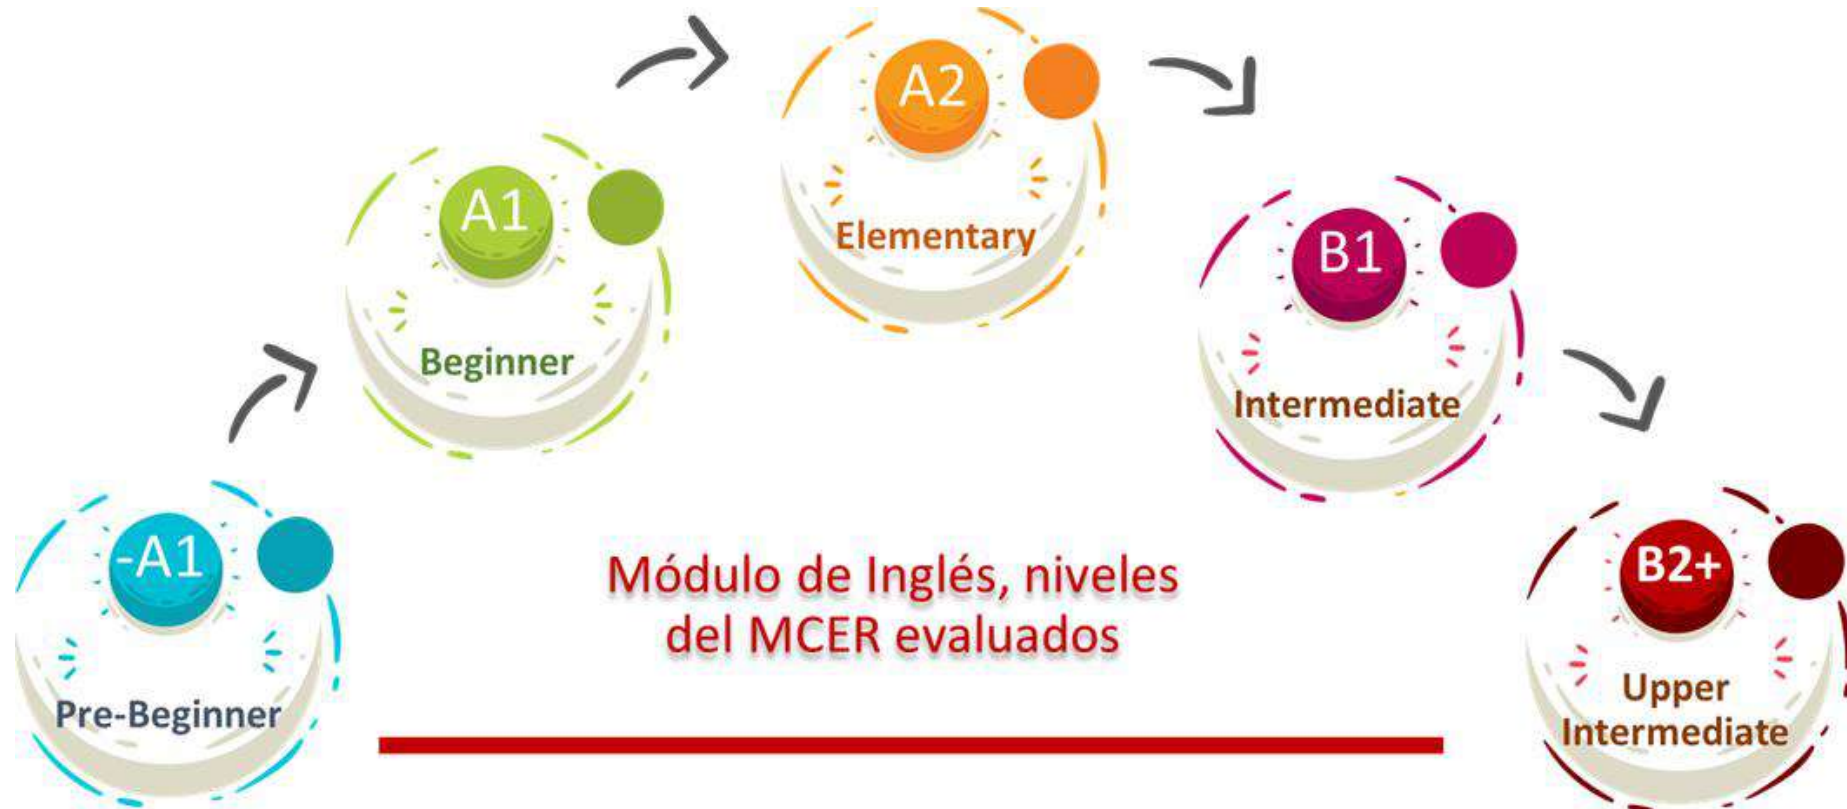 -A1
Pre-Beginner
A1
Beginner
A2
Elementary
B1
Intermediate
B2+
Upper
Intermediate
Módulo de Inglés, niveles
del MCER evaluados